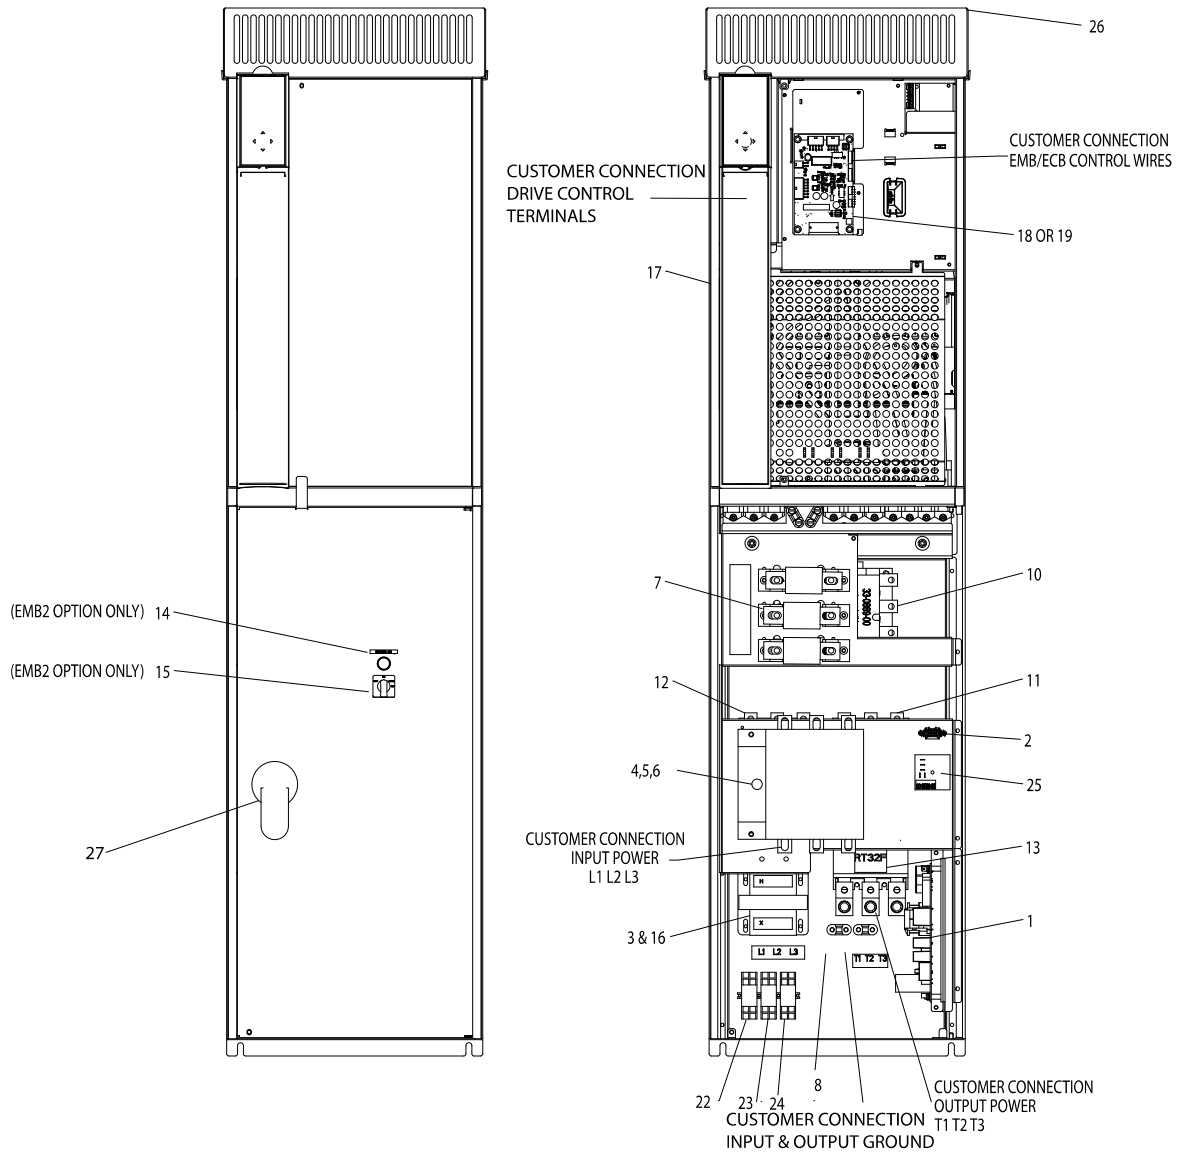 26
CUSTOMER CONNECTION
EMB/ECB CONTROL WIRES
CUSTOMER CONNECTION
DRIVE CONTROL
TERMINALS
18 OR 19
17
33-0669-00
7
10
(EMB2 OPTION ONLY) 14
(EMB2 OPTION ONLY) 15
12
11
2
4,5,6
25
27
CUSTOMER CONNECTION
INPUT POWER
L1 L2 L3
RT32F
13
H
X
3 & 16
1
L1 L2 L3
T1 T2 T3
8
22
23
24
CUSTOMER CONNECTION
OUTPUT POWER
T1 T2 T3
CUSTOMER CONNECTION
INPUT & OUTPUT GROUND